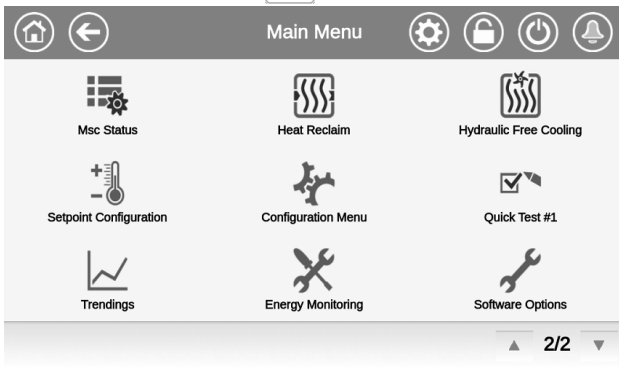 Main Menu
Msc Status
Heat Reclaim
Hydraulic Free Cooling
Setpoint Configuration
Configuration Menu
Quick Test #1
Trendings
Energy Monitoring
Software Options
2/2